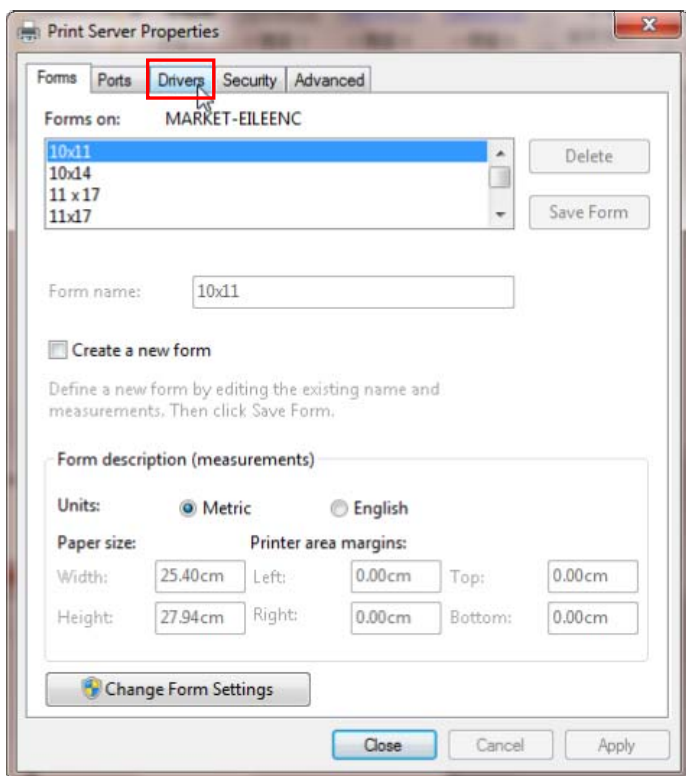 Print Server Properties
Forms Ports Drivers Security Advanced
Forms on: MARKET-EILEENC
10x11
10x14
11 x 17
11x17
Delete
Save Form
Form name: 10x11
Create a new form
Define a new form by editing the existing name and
measurements. Then click Save Form.
Form description (measurements)
Units: Metric English
Paper size: Printer area margins:
Width: 25.40cm Left: 0.00cm Top: 0.00cm
Height: 27.94cm Right: 0.00cm Bottom: 0.00cm
Change Form Settings
Close Cancel Apply